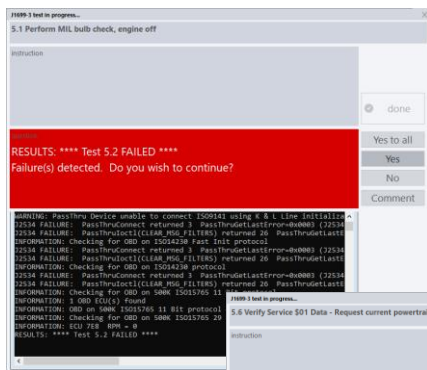 J1699-3 test in progress...
5.1 Perform MIL bulb check, engine off
instruction
done
RESULTS: **** Test 5.2 FAILED ****
Failure(s) detected. Do you wish to continue?
Yes to all
Yes
No
Comment
WARNING: PassThru Device unable to connect ISO9141 using K & L Line initializa
J2534 FAILURE: PassThruConnect returned 3 PassThruGetLastError=0x0003 (J2534
J2534 FAILURE: PassThruIoctl(CLEAR_MSG_FILTERS) returned 26 PassThruGetLastE
INFORMATION: Checking for OBD on ISO14230 Fast Init protocol
J2534 FAILURE: PassThruConnect returned 3 PassThruGetLastError=0x0003 (J2534
J2534 FAILURE: PassThruIoctl(CLEAR_MSG_FILTERS) returned 26 PassThruGetLastE
INFORMATION: Checking for OBD on ISO14230 protocol
J2534 FAILURE: PassThruConnect returned 3 PassThruGetLastError=0x0003 (J2534
J2534 FAILURE: PassThruIoctl(CLEAR_MSG_FILTERS) returned 26 PassThruGetLastE
INFORMATION: Checking for OBD on 500K ISO15765 11 Bit protocol
INFORMATION: 1 OBD ECU(s) found
INFORMATION: OBD on 500K ISO15765 11 Bit protocol
INFORMATION: Checking for OBD on 500K ISO15765 29
INFORMATION: ECU 7E8 RPM = 0
RESULTS: **** Test 5.2 FAILED ****
J1699-3 test in progress...
5.6 Verify Service $01 Data - Request current powertrai
instruction